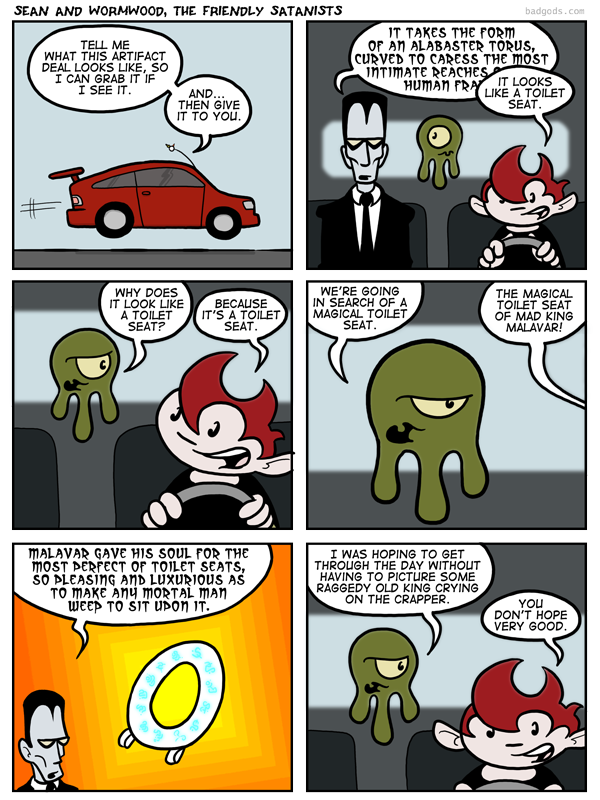 SEAN AND WORMWOOD, THE FRIENDLY SATANISTS
badgods.com
TELL ME
WHAT THIS ARTIFACT
DEAL LOOKS LIKE, SO
I CAN GRAB IT IF
I SEE IT.
AND...
THEN GIVE
IT TO YOU.
IT TAKES THE FORM
OF AN ALABASTER TORUS,
CURVED TO CARESS THE MOST
INTIMATE REACHES
HUMAN
IT LOOKS
LIKE A TOILET
SEAT.
WHY DOES
IT LOOK LIKE
A TOILET
SEAT?
BECAUSE
IT'S A TOILET
SEAT.
WE'RE GOING
IN SEARCH OF A
MAGICAL TOILET
SEAT.
THE MAGICAL
TOILET SEAT
OF MAD KING
MALAVAR!
MALAVAR GAVE HIS SOUL FOR THE
MOST PERFECT OF TOILET SEATS,
SO PLEASING AND LUXURIOUS AS
TO MAKE ANY MORTAL MAN
WEEP TO SIT UPON IT.
I WAS HOPING TO GET
THROUGH THE DAY WITHOUT
HAVING TO PICTURE SOME
RAGGEDY OLD KING CRYING
ON THE CRAPPER.
YOU
DON'T HOPE
VERY GOOD.